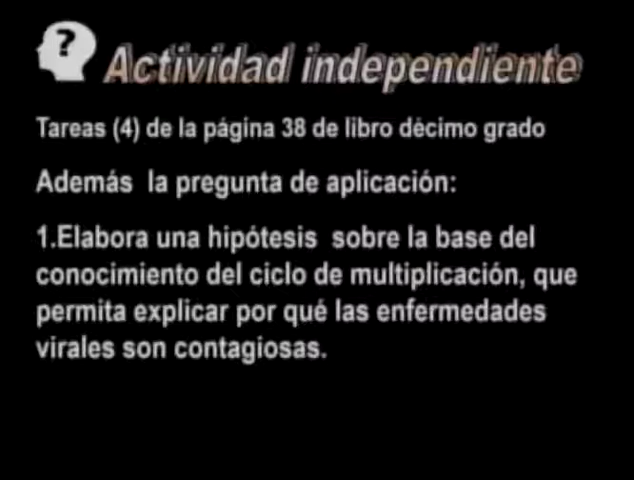 ?
Actividad independiente
Tareas (4) de la página 38 de libro décimo grado
Además la pregunta de aplicación:
1.Elabora una hipótesis sobre la base del
conocimiento del ciclo de multiplicación, que
permita explicar por qué las enfermedades
virales son contagiosas.